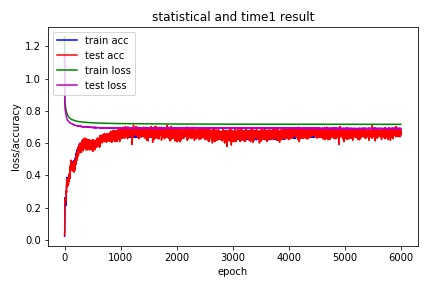 statistical and time1 result
train acc
test acc
train loss
test loss
loss/accuracy
1.2
1.0
0.8
0.6
0.4
0.2
0.0
0 1000 2000 3000 4000 5000 6000
epoch